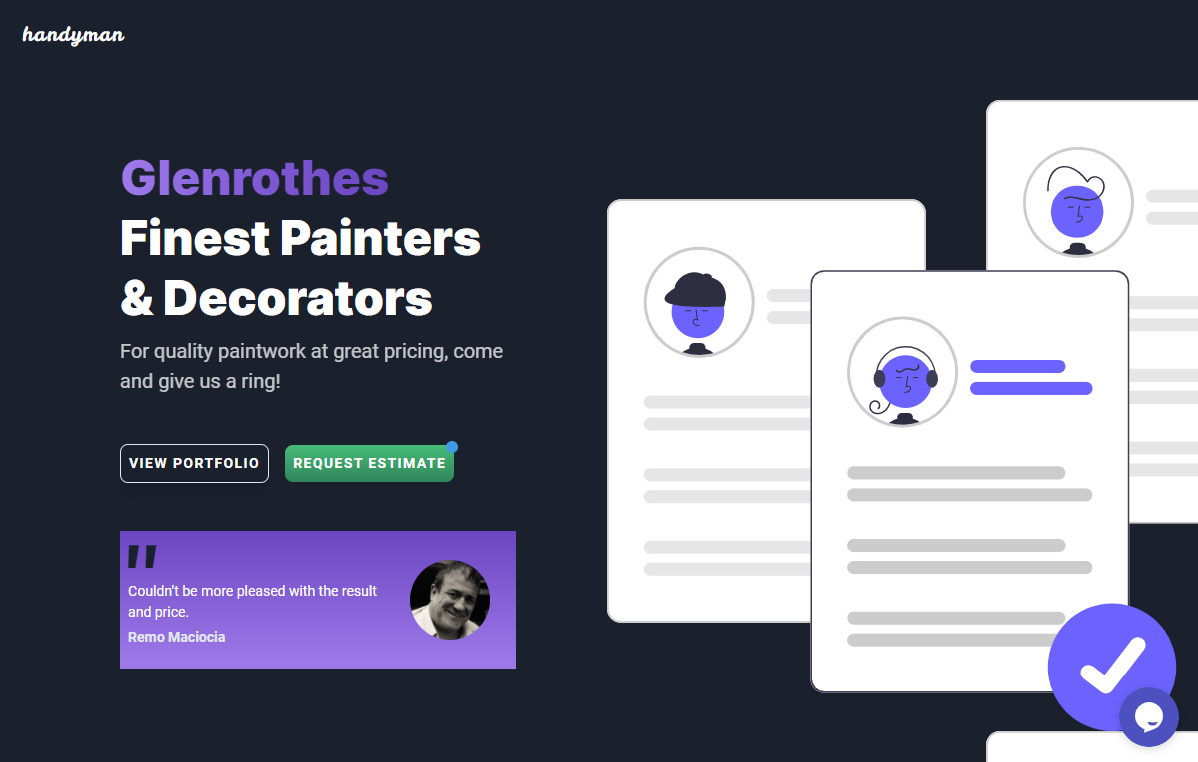 handyman
Glenrothes
Finest Painters
& Decorators
For quality paintwork at great pricing, come
and give us a ring!
VIEW PORTFOLIO
REQUEST ESTIMATE
"
Couldn't be more pleased with the result
and price.
Remo Maciocia